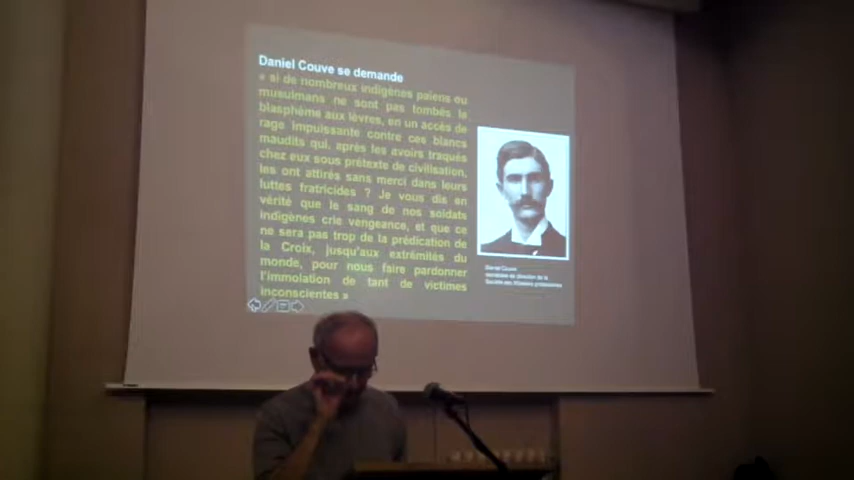 Daniel Couve se demande
« si de nombreux indigènes païens ou
musulmans ne sont pas tombés le
blasphème aux lèvres, en un accès de
rage impuissante contre ces blancs
maudits qui, après les avoirs traqués
chez eux sous prétexte de civilisation,
les ont attirés sans merci dans leurs
luttes fratricides ? Je vous dis en
vérité que le sang de nos soldats
indigènes crie vengeance, et que ce
ne sera pas trop de la prédication de
la Croix, jusqu'aux extrémités du
monde, pour nous faire pardonner
l'immolation de tant de victimes
inconscientes »
Daniel Couve
Société des Missions